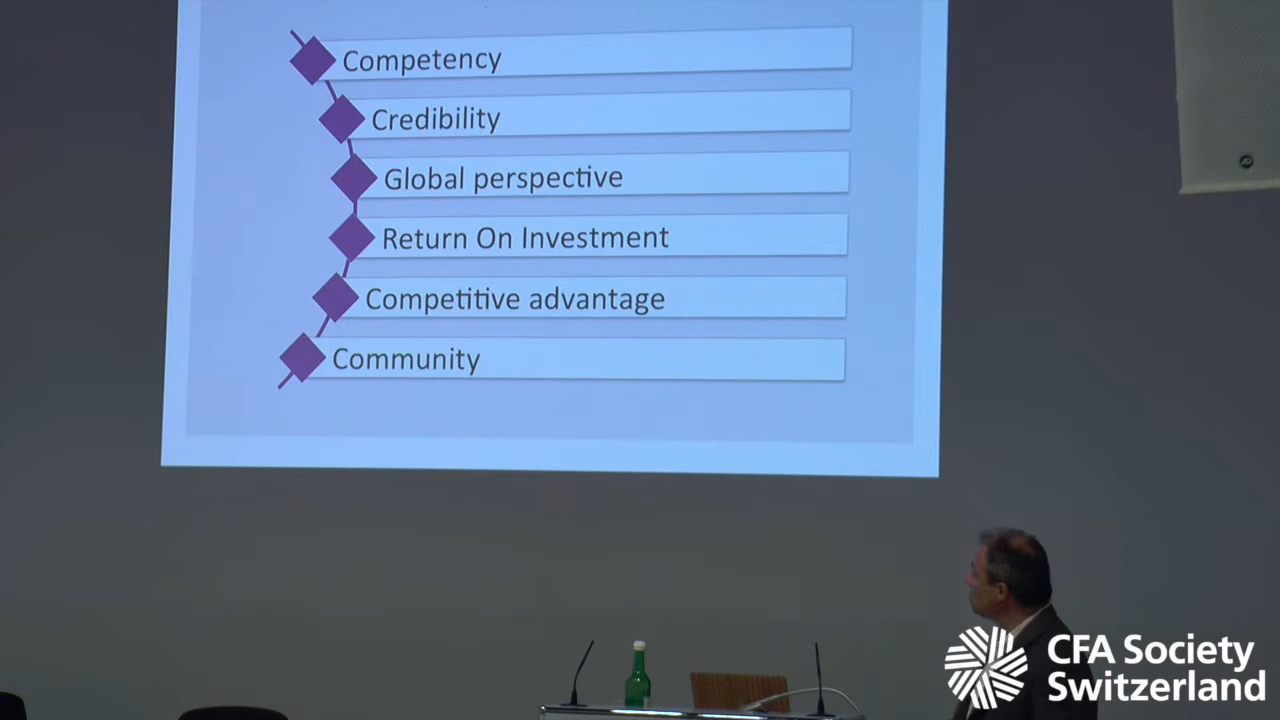 Competency
Credibility
Global perspective
Return On Investment
Competitive advantage
Community
CFA Society
Switzerland